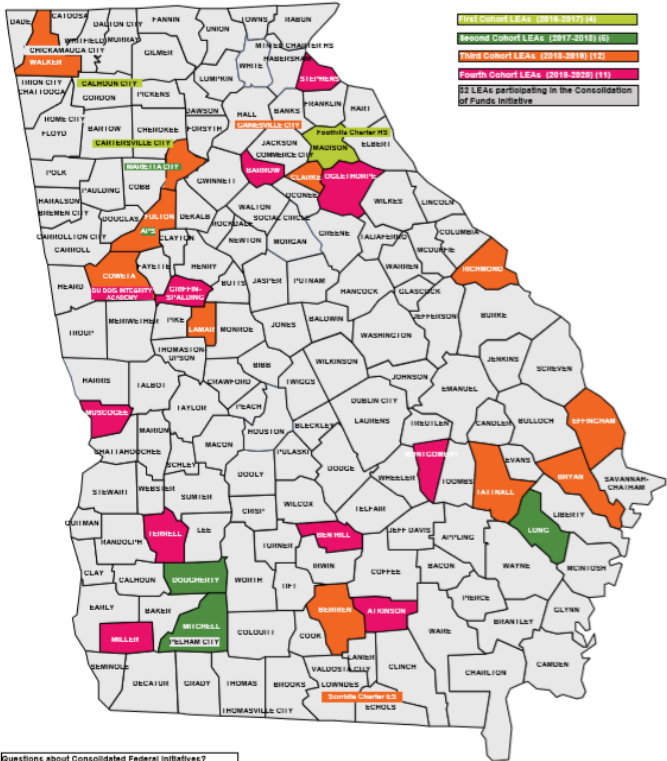 First Cohort LEAs (2016-2017) (4)
Second Cohort LEAs (2017-2018) (5)
Third Cohort LEAs (2018-2019) (12)
Fourth Cohort LEAs (2019-2020) (11)
32 LEAs participating in the Consolidation
of Funds Initiative
DADE
CATOOSA
DALTON CITY
WHITFIELD
MURRAY
FANNIN
UNION
TOWNS
RABUN
CHICKAMAUGA CITY
WALKER
GILMER
WHITE
HABERSHAM
STEPHENS
LUMPKIN
TRION CITY
CHATTOOGA
CALHOUN CITY
GORDON
PICKENS
DAWSON
HALL
BANKS
FRANKLIN
HART
ROME CITY
FLOYD
BARTOW
CHEROKEE
FORSYTH
GAINESVILLE CITY
CARTERSVILLE CITY
JACKSON
COMMERCE CITY
Foothills Charter HS
MADISON
ELBERT
MARIETTA CITY
POLK
PAULDING
COBB
GWINNETT
BARROW
CLARKE
OGLETHORPE
OCONEE
WILKES
LINCOLN
HARALSON
BREMEN CITY
DOUGLAS
FULTON
DEKALB
WALTON
SOCIAL CIRCLE
ROCKDALE
NEWTON
MORGAN
GREENE
TALIAFERRO
COLUMBIA
MCDUFFIE
CARROLLTON CITY
CARROLL
APS
CLAYTON
FAYETTE
HENRY
WARREN
RICHMOND
HEARD
COWETA
DU BOIS INTEGRITY
ACADEMY
GRIFFIN-
SPALDING
BUTTS
JASPER
PUTNAM
HANCOCK
GLASCOCK
JEFFERSON
BURKE
TROUP
MERIWETHER
PIKE
LAMAR
MONROE
JONES
BALDWIN
WASHINGTON
THOMASTON-
UPSON
BIBB
WILKINSON
JENKINS
SCREVEN
HARRIS
TALBOT
CRAWFORD
TWIGGS
JOHNSON
EMANUEL
MUSCOGEE
TAYLOR
PEACH
HOUSTON
BLECKLEY
DUBLIN CITY
LAURENS
TREUTLEN
CANDLER
BULLOCH
EFFINGHAM
MARION
CHATTAHOOCHEE
SCHLEY
MACON
PULASKI
DODGE
MONTGOMERY
WHEELER
TOOMBS
TATTNALL
EVANS
BRYAN
SAVANNAH-
CHATHAM
STEWART
WEBSTER
SUMTER
DOOLY
CRISP
WILCOX
TELFAIR
LIBERTY
LONG
QUITMAN
RANDOLPH
TERRELL
LEE
TURNER
BEN HILL
JEFF DAVIS
APPLING
WAYNE
MCINTOSH
CLAY
CALHOUN
DOUGHERTY
WORTH
TIFT
IRWIN
COFFEE
BACON
PIERCE
EARLY
BAKER
MITCHELL
PELHAM CITY
COLQUITT
COOK
BERRIEN
ATKINSON
WARE
BRANTLEY
GLYNN
MILLER
LANIER
CLINCH
CHARLTON
CAMDEN
SEMINOLE
DECATUR
GRADY
THOMAS
BROOKS
VALDOSTA CITY
LOWNDES
Scintilla Charter ES
ECHOLS
THOMASVILLE CITY
Questions about Consolidated Federal Initiatives?